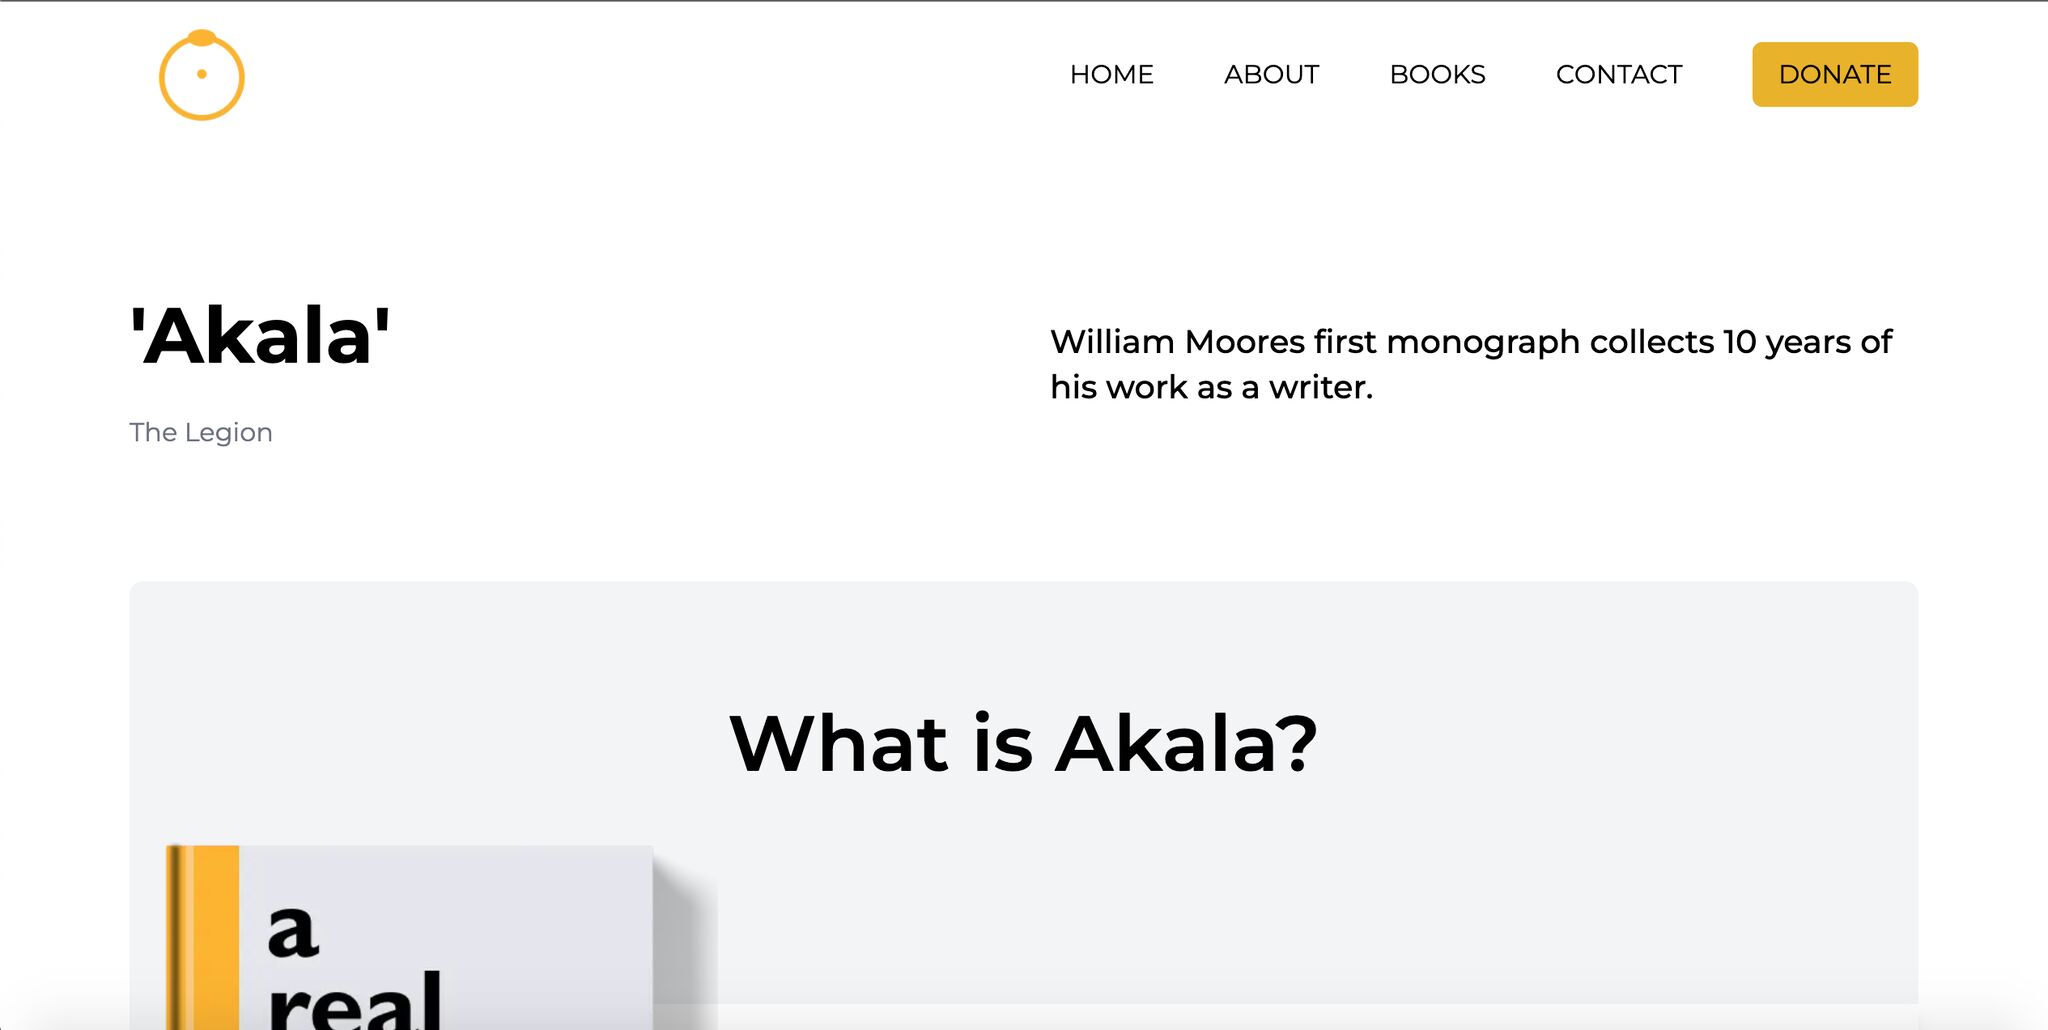 HOME
ABOUT
BOOKS
CONTACT
DONATE
'Akala'
The Legion
William Moores first monograph collects 10 years of
his work as a writer.
What is Akala?
a
real